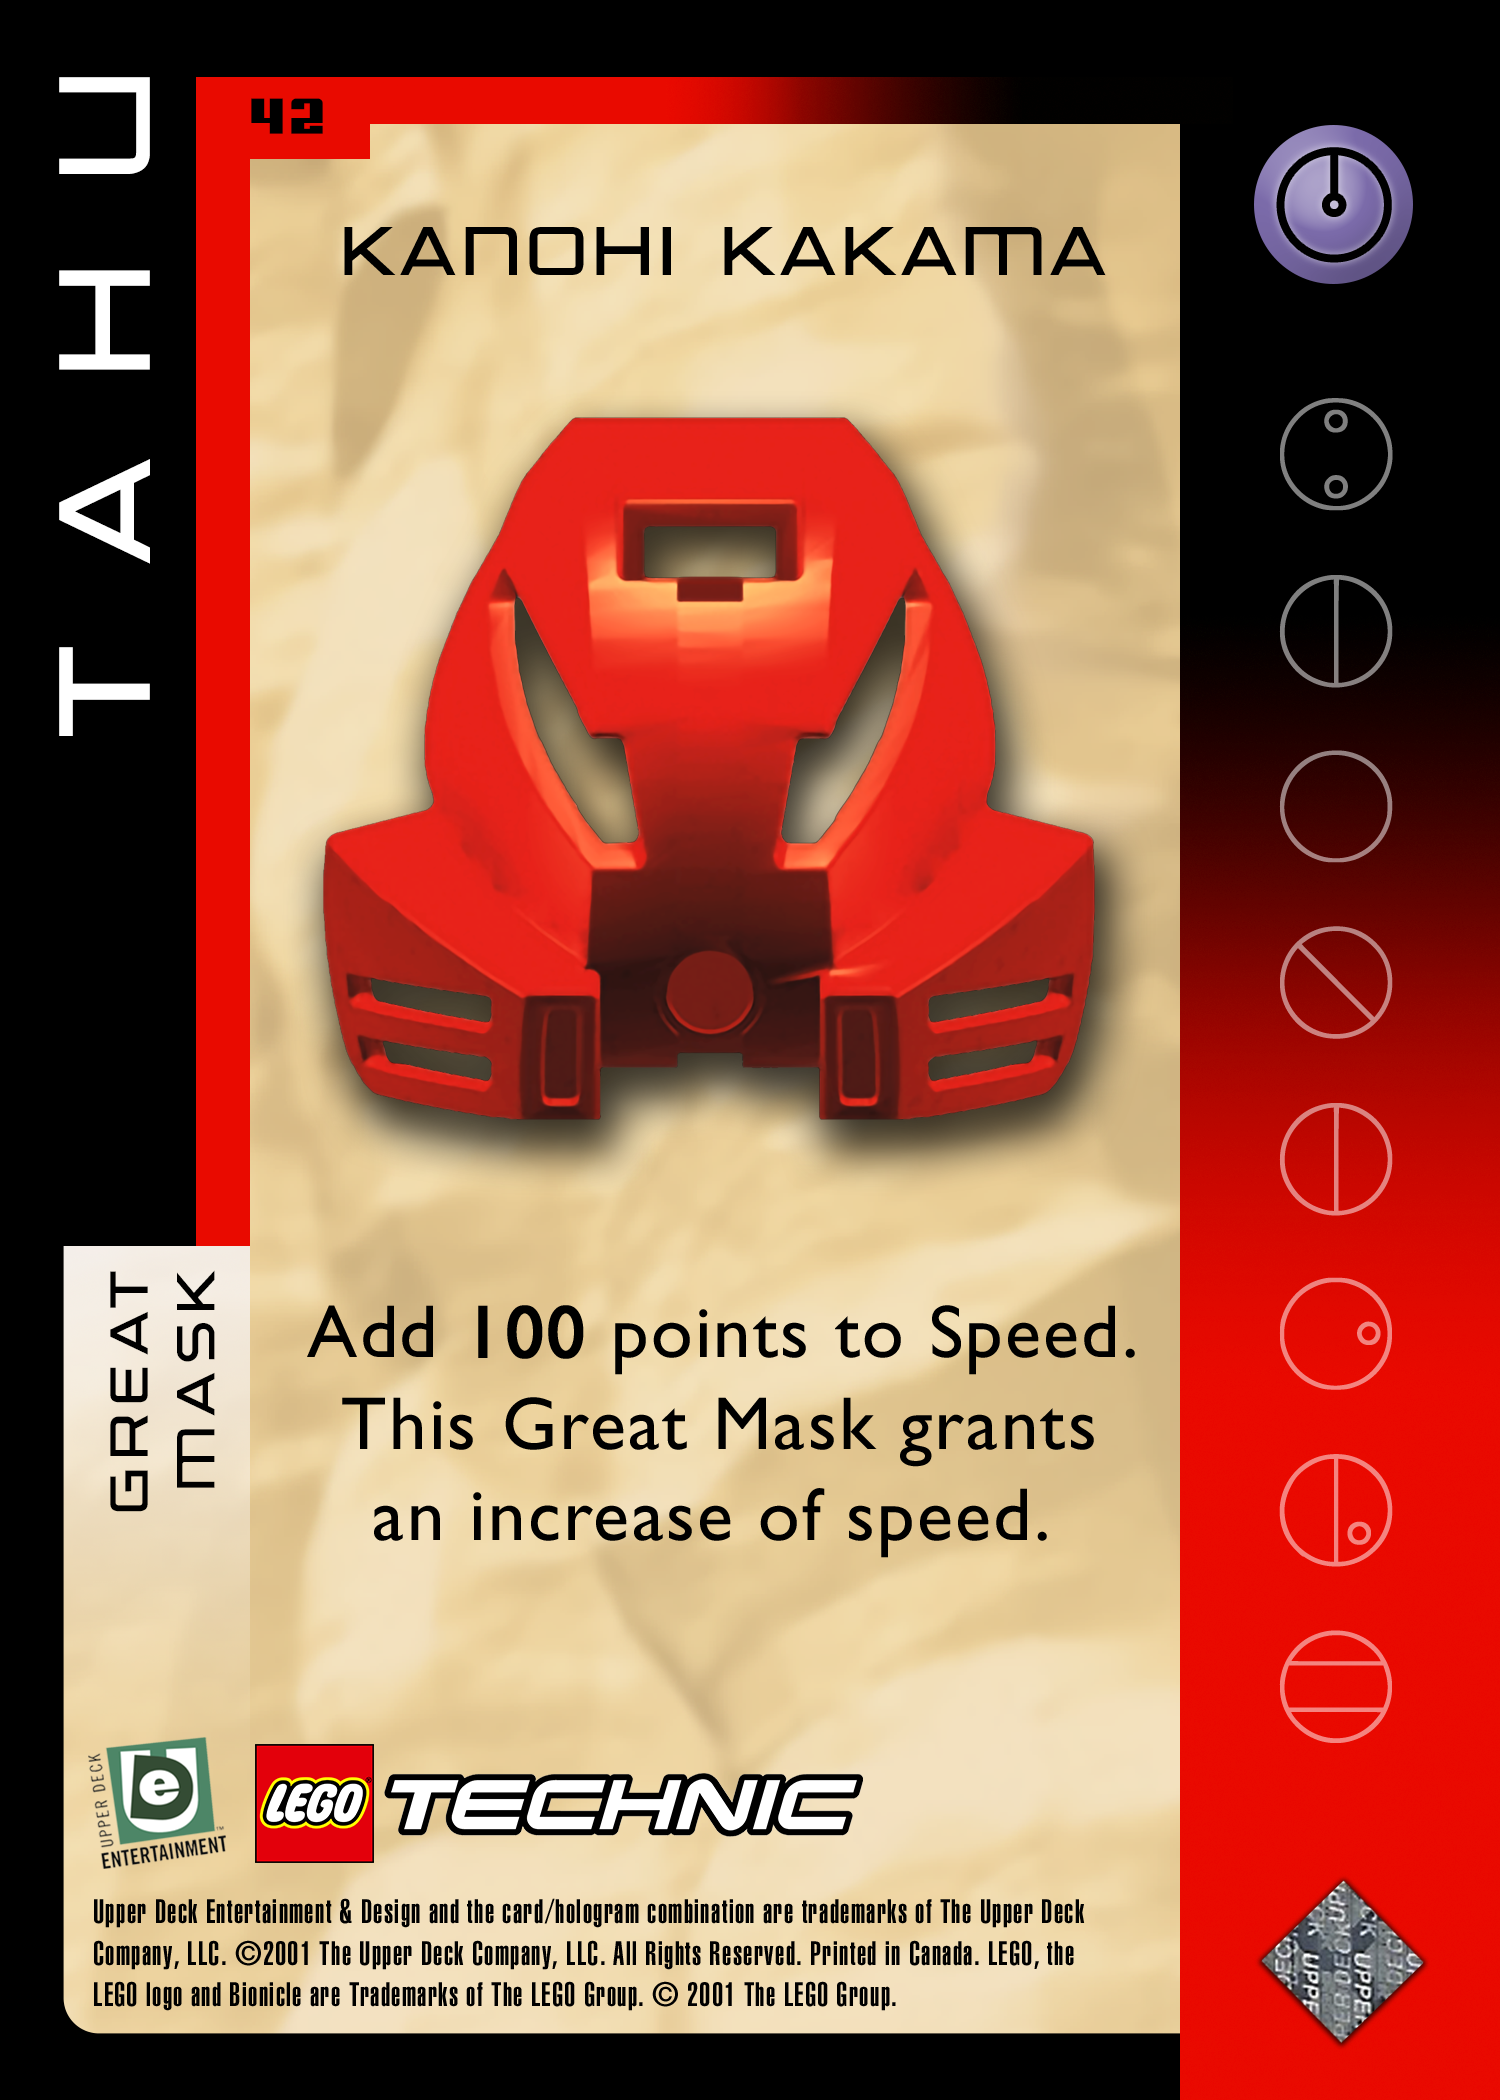 TAHU
42
KANOHI KAKAMA
Add 100 points to Speed.
This Great Mask grants
an increase of speed.
GREAT
MASK
UPPER DECK
ENTERTAINMENT
LEGO TECHNIC
Upper Deck Entertainment & Design and the card/hologram combination are trademarks of The Upper Deck
Company, LLC. ©2001 The Upper Deck Company, LLC. All Rights Reserved. Printed in Canada. LEGO, the
LEGO logo and Bionicle are Trademarks of The LEGO Group. © 2001 The LEGO Group.